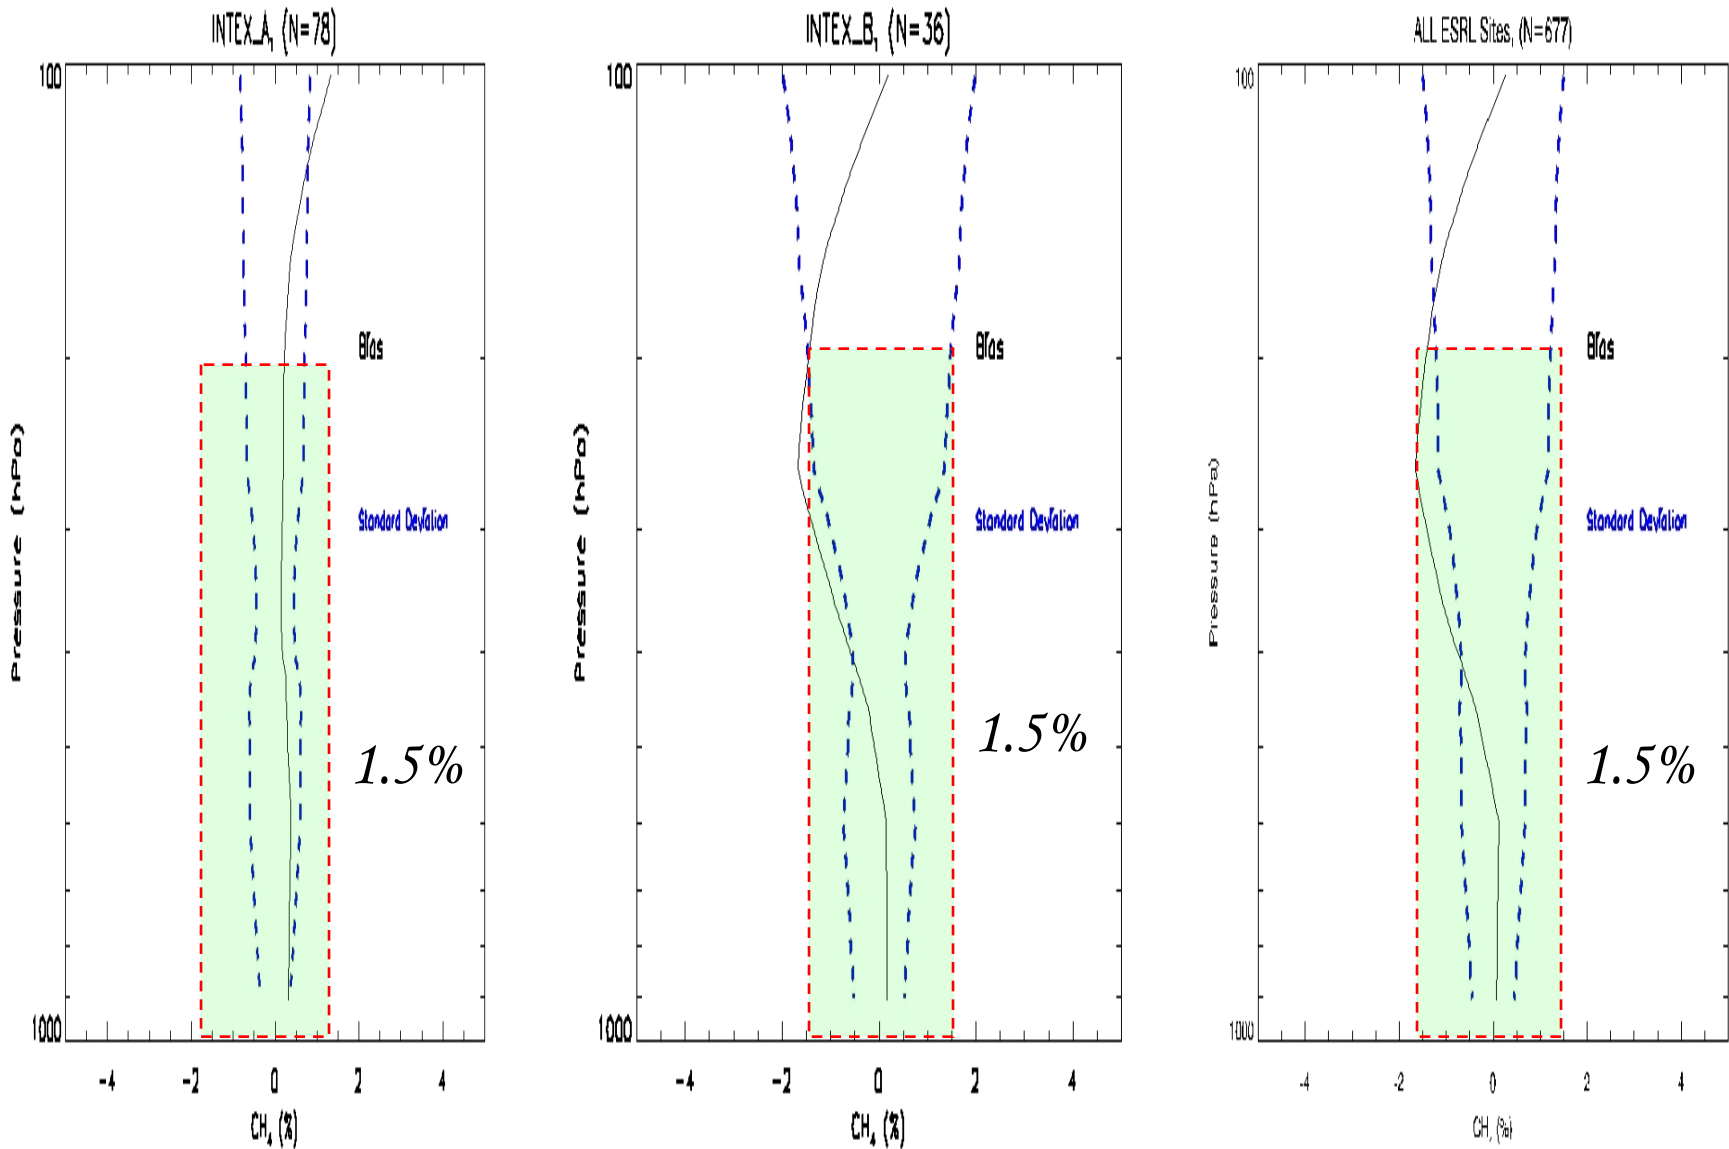 INTEX_A, (N=78)
100
Bias
Standard Deviation
1.5%
Pressure (hPa)
1000
-4 -2 0 2 4
CH₄ (%)
INTEX_B, (N=36)
100
Bias
Standard Deviation
1.5%
Pressure (hPa)
1000
-4 -2 0 2 4
CH₄ (%)
ALL ESRL Sites, (N=677)
100
Bias
Standard Deviation
1.5%
Pressure (hPa)
1000
-4 -2 0 2 4
CH₄ (%)